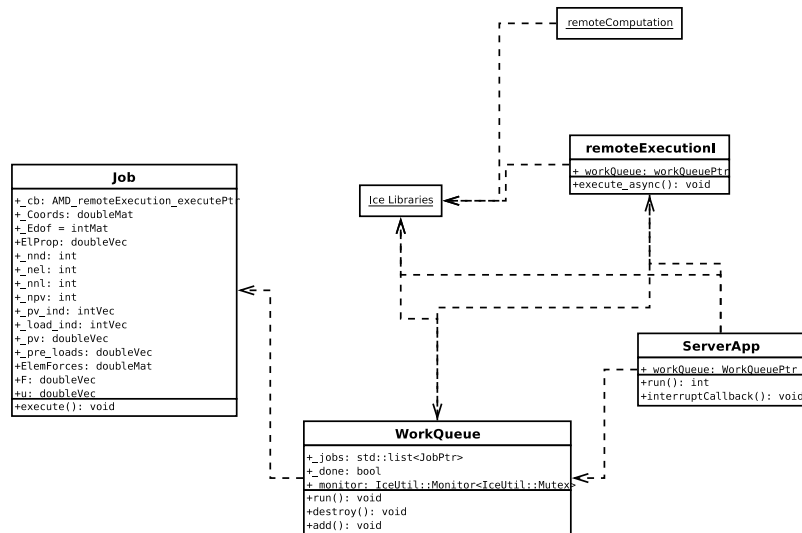 remoteComputation
remoteExecutionI
+_workQueue: workQueuePtr
+execute_async(): void
Ice Libraries
Job
+_cb: AMD_remoteExecution_executePtr
+_Coords: doubleMat
+_Edof = intMat
+ElProp: doubleVec
+_nnd: int
+_nel: int
+_nnl: int
+_npv: int
+_pv_ind: intVec
+_load_ind: intVec
+_pv: doubleVec
+_pre_loads: doubleVec
+ElemForces: doubleMat
+F: doubleVec
+u: doubleVec
+execute(): void
ServerApp
+_workQueue: WorkQueuePtr
+run(): int
+interruptCallback(): void
WorkQueue
+_jobs: std::list<JobPtr>
+_done: bool
+_monitor: IceUtil::Monitor<IceUtil::Mutex>
+run(): void
+destroy(): void
+add(): void